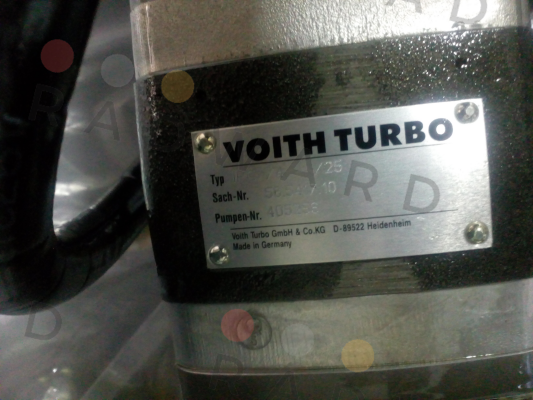 VOITH TURBO
Typ /25
Sach-Nr. 10
Pumpen-Nr.
Voith Turbo GmbH & Co.KG D-89522 Heidenheim
Made in Germany